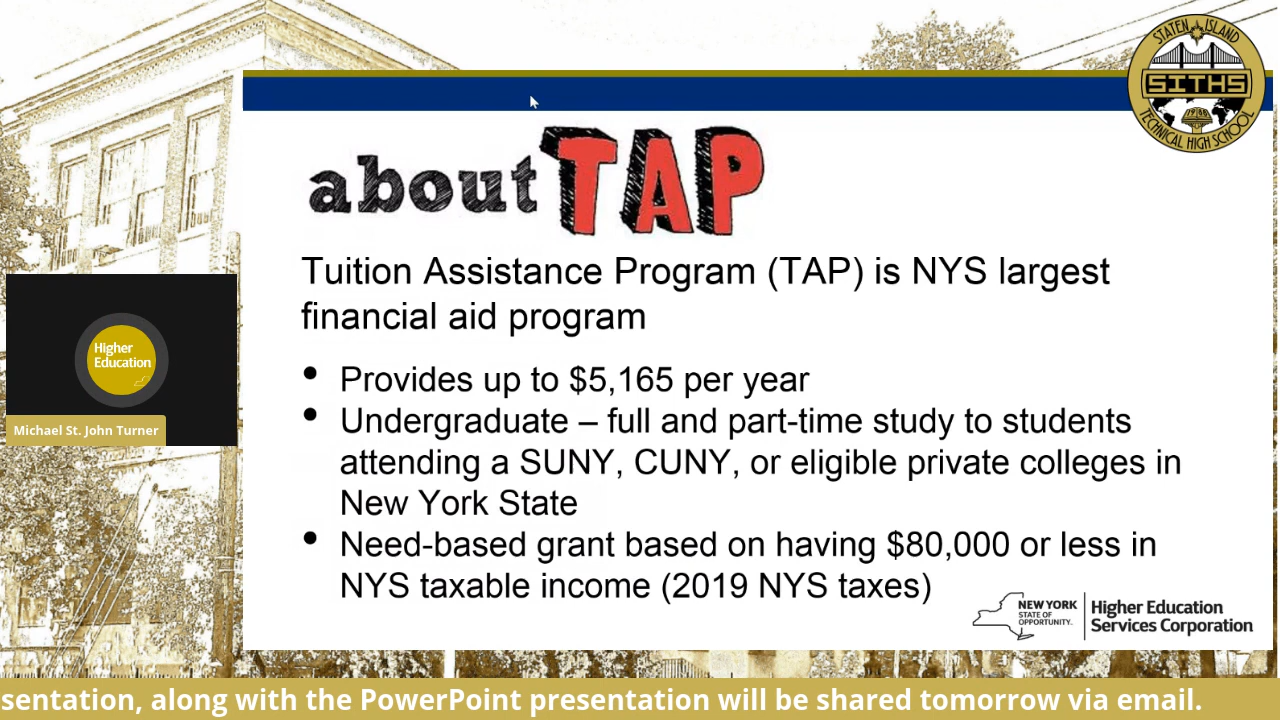 STATEN ISLAND
SITHS
TECHNICAL HIGH SCHOOL
about TAP
Tuition Assistance Program (TAP) is NYS largest
financial aid program
• Provides up to $5,165 per year
• Undergraduate – full and part-time study to students
attending a SUNY, CUNY, or eligible private colleges in
New York State
• Need-based grant based on having $80,000 or less in
NYS taxable income (2019 NYS taxes)
Higher
Education
Michael St. John Turner
NEW YORK
STATE OF
OPPORTUNITY.
Higher Education
Services Corporation
sentation, along with the PowerPoint presentation will be shared tomorrow via email.